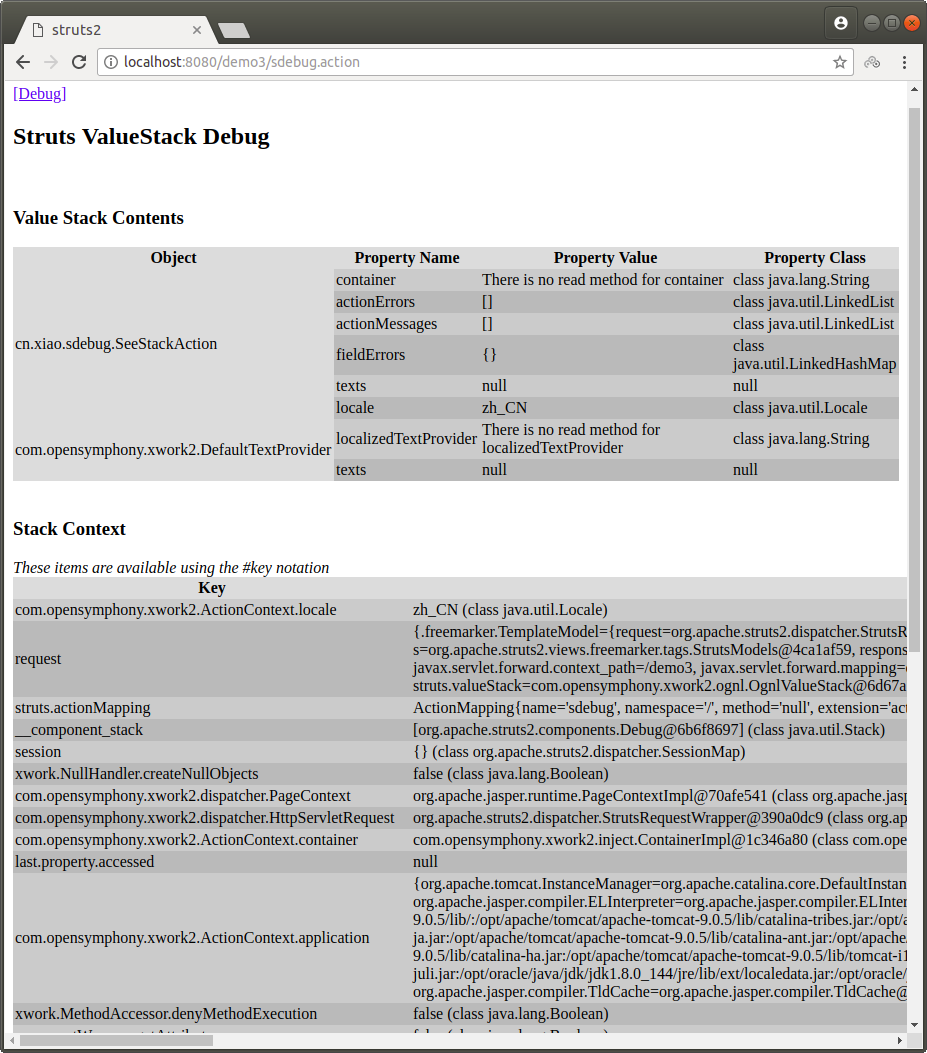 struts2
localhost:8080/demo3/sdebug.action
[Debug]
Struts ValueStack Debug
Value Stack Contents
Object Property Name Property Value Property Class
cn.xiao.sdebug.SeeStackAction
container There is no read method for container class java.lang.String
actionErrors [] class java.util.LinkedList
actionMessages [] class java.util.LinkedList
fieldErrors {} class
java.util.LinkedHashMap
texts null null
com.opensymphony.xwork2.DefaultTextProvider
locale zh_CN class java.util.Locale
localizedTextProvider There is no read method for
localizedTextProvider class java.lang.String
texts null null
Stack Context
These items are available using the #key notation
Key
com.opensymphony.xwork2.ActionContext.locale zh_CN (class java.util.Locale)
request
{.freemarker.TemplateModel={request=org.apache.struts2.dispatcher.StrutsR
s=org.apache.struts2.views.freemarker.tags.StrutsModels@4ca1af59, respons
javax.servlet.forward.context_path=/demo3, javax.servlet.forward.mapping=
struts.valueStack=com.opensymphony.xwork2.ognl.OgnlValueStack@6d67a
struts.actionMapping ActionMapping{name='sdebug', namespace='/', method='null', extension='act
__component_stack [org.apache.struts2.components.Debug@6b6f8697] (class java.util.Stack)
session {} (class org.apache.struts2.dispatcher.SessionMap)
xwork.NullHandler.createNullObjects false (class java.lang.Boolean)
com.opensymphony.xwork2.dispatcher.PageContext org.apache.jasper.runtime.PageContextImpl@70afe541 (class org.apache.jasp
com.opensymphony.xwork2.dispatcher.HttpServletRequest org.apache.struts2.dispatcher.StrutsRequestWrapper@390a0dc9 (class org.ap
com.opensymphony.xwork2.ActionContext.container com.opensymphony.xwork2.inject.ContainerImpl@1c346a80 (class com.ope
last.property.accessed null
com.opensymphony.xwork2.ActionContext.application
{org.apache.tomcat.InstanceManager=org.apache.catalina.core.DefaultInstan
org.apache.jasper.compiler.ELInterpreter=org.apache.jasper.compiler.ELInter
9.0.5/lib/:/opt/apache/tomcat/apache-tomcat-9.0.5/lib/catalina-tribes.jar:/opt/a
ja.jar:/opt/apache/tomcat/apache-tomcat-9.0.5/lib/catalina-ant.jar:/opt/apache/
9.0.5/lib/catalina-ha.jar:/opt/apache/tomcat/apache-tomcat-9.0.5/lib/tomcat-i1
juli.jar:/opt/oracle/java/jdk/jdk1.8.0_144/jre/lib/ext/localedata.jar:/opt/oracle/
org.apache.jasper.compiler.TldCache=org.apache.jasper.compiler.TldCache@
xwork.MethodAccessor.denyMethodExecution false (class java.lang.Boolean)